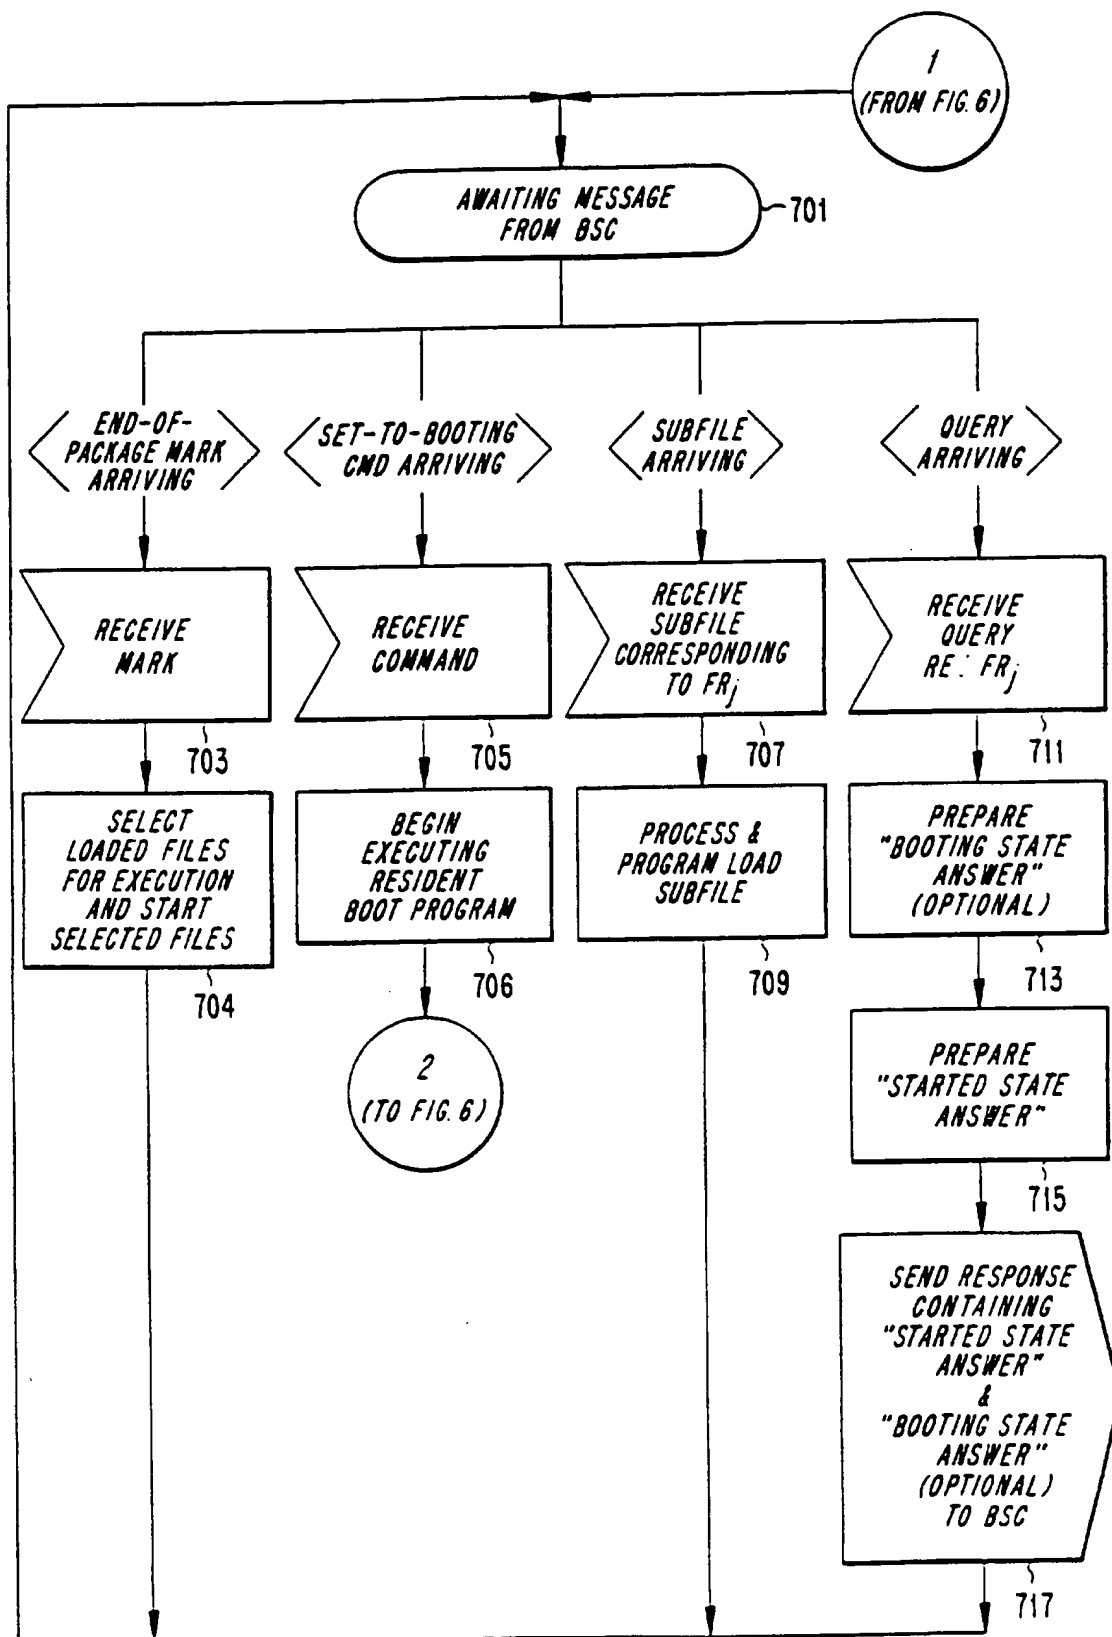 1
(FROM FIG. 6)
AWAITING MESSAGE
FROM BSC
701
END-OF-
PACKAGE MARK
ARRIVING
SET-TO-BOOTING
CMD ARRIVING
SUBFILE
ARRIVING
QUERY
ARRIVING
RECEIVE
MARK
703
RECEIVE
COMMAND
705
RECEIVE
SUBFILE
CORRESPONDING
TO FRj
707
RECEIVE
QUERY
RE: FRj
711
SELECT
LOADED FILES
FOR EXECUTION
AND START
SELECTED FILES
704
BEGIN
EXECUTING
RESIDENT
BOOT PROGRAM
706
PROCESS &
PROGRAM LOAD
SUBFILE
709
PREPARE
"BOOTING STATE
ANSWER"
(OPTIONAL)
713
2
(TO FIG. 6)
PREPARE
"STARTED STATE
ANSWER"
715
SEND RESPONSE
CONTAINING
"STARTED STATE
ANSWER"
&
"BOOTING STATE
ANSWER"
(OPTIONAL)
TO BSC
717